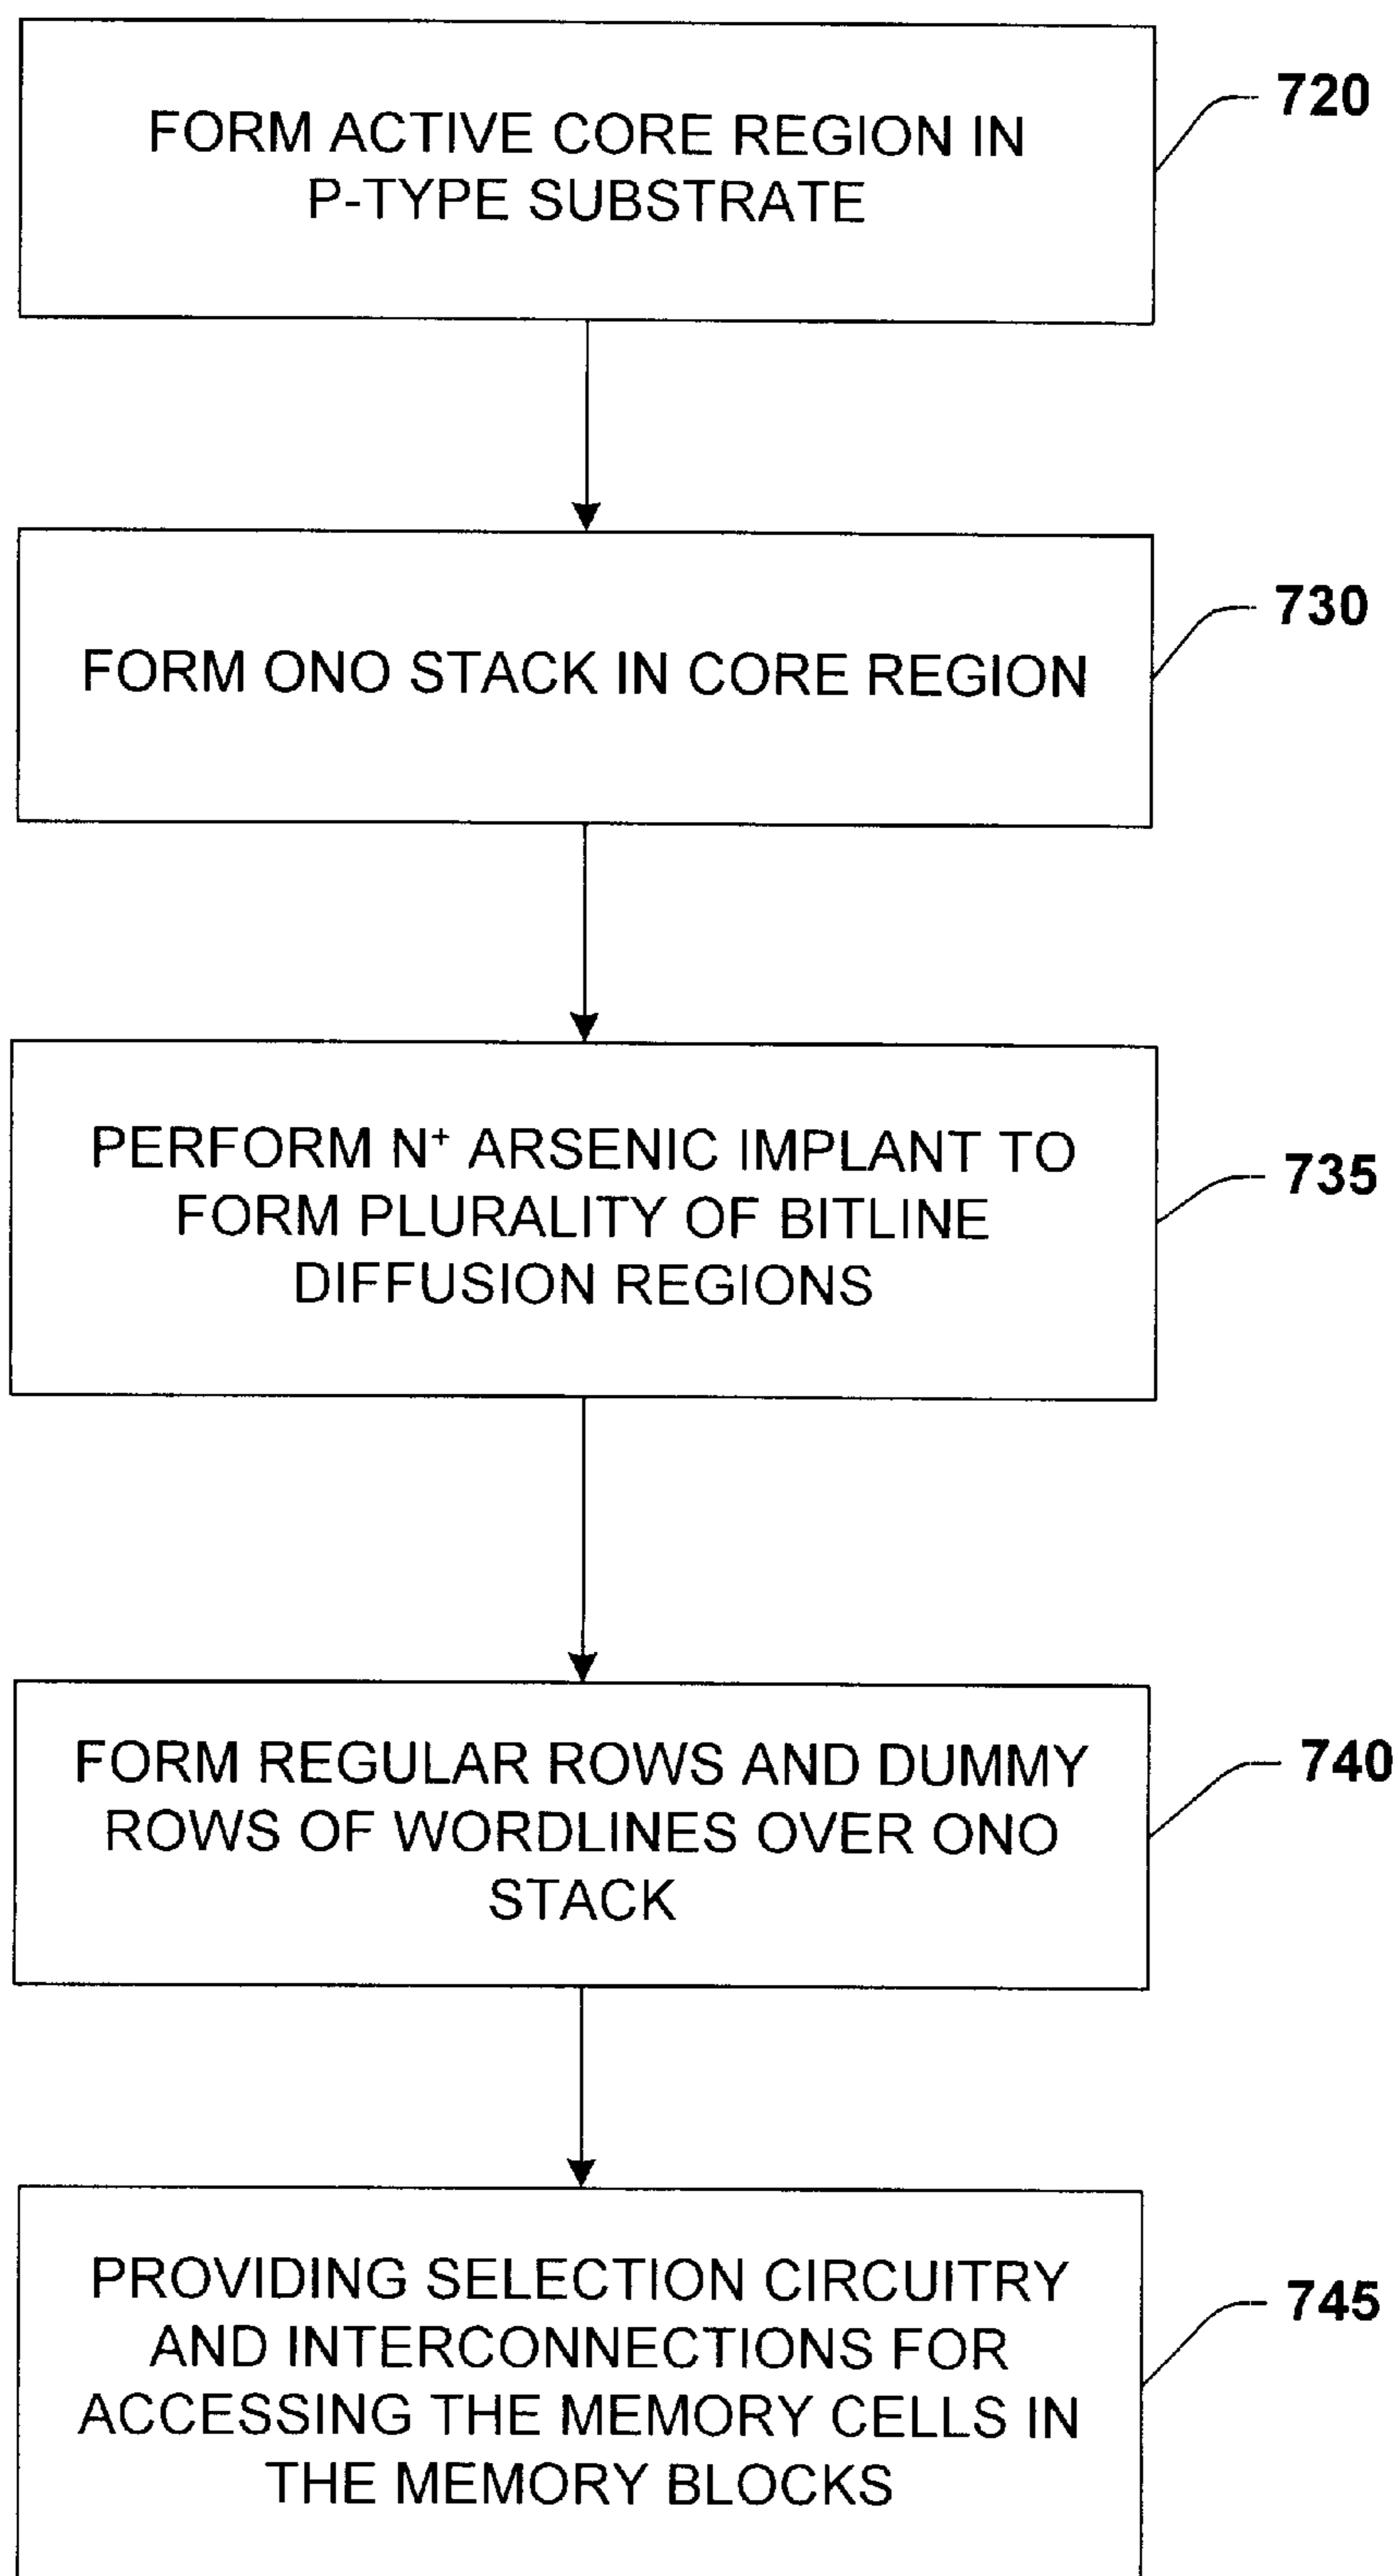 FORM ACTIVE CORE REGION IN
P-TYPE SUBSTRATE
720
FORM ONO STACK IN CORE REGION
730
PERFORM N+ ARSENIC IMPLANT TO
FORM PLURALITY OF BITLINE
DIFFUSION REGIONS
735
FORM REGULAR ROWS AND DUMMY
ROWS OF WORDLINES OVER ONO
STACK
740
PROVIDING SELECTION CIRCUITRY
AND INTERCONNECTIONS FOR
ACCESSING THE MEMORY CELLS IN
THE MEMORY BLOCKS
745